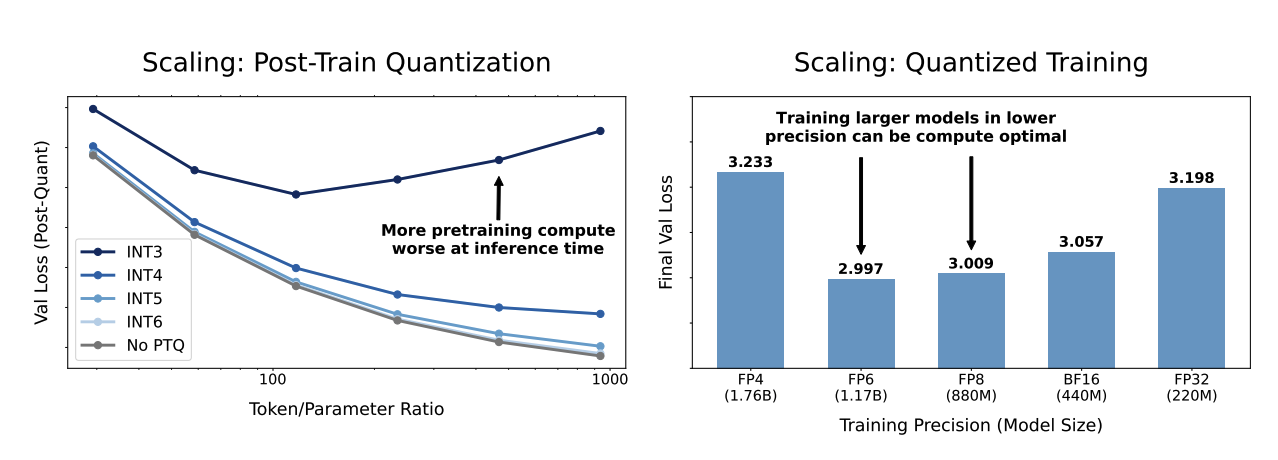 Scaling: Post-Train Quantization
Val Loss (Post-Quant)
More pretraining compute
worse at inference time
INT3
INT4
INT5
INT6
No PTQ
100
1000
Token/Parameter Ratio
Scaling: Quantized Training
Final Val Loss
Training larger models in lower
precision can be compute optimal
3.233
2.997
3.009
3.057
3.198
FP4 FP6 FP8 BF16 FP32
(1.76B) (1.17B) (880M) (440M) (220M)
Training Precision (Model Size)